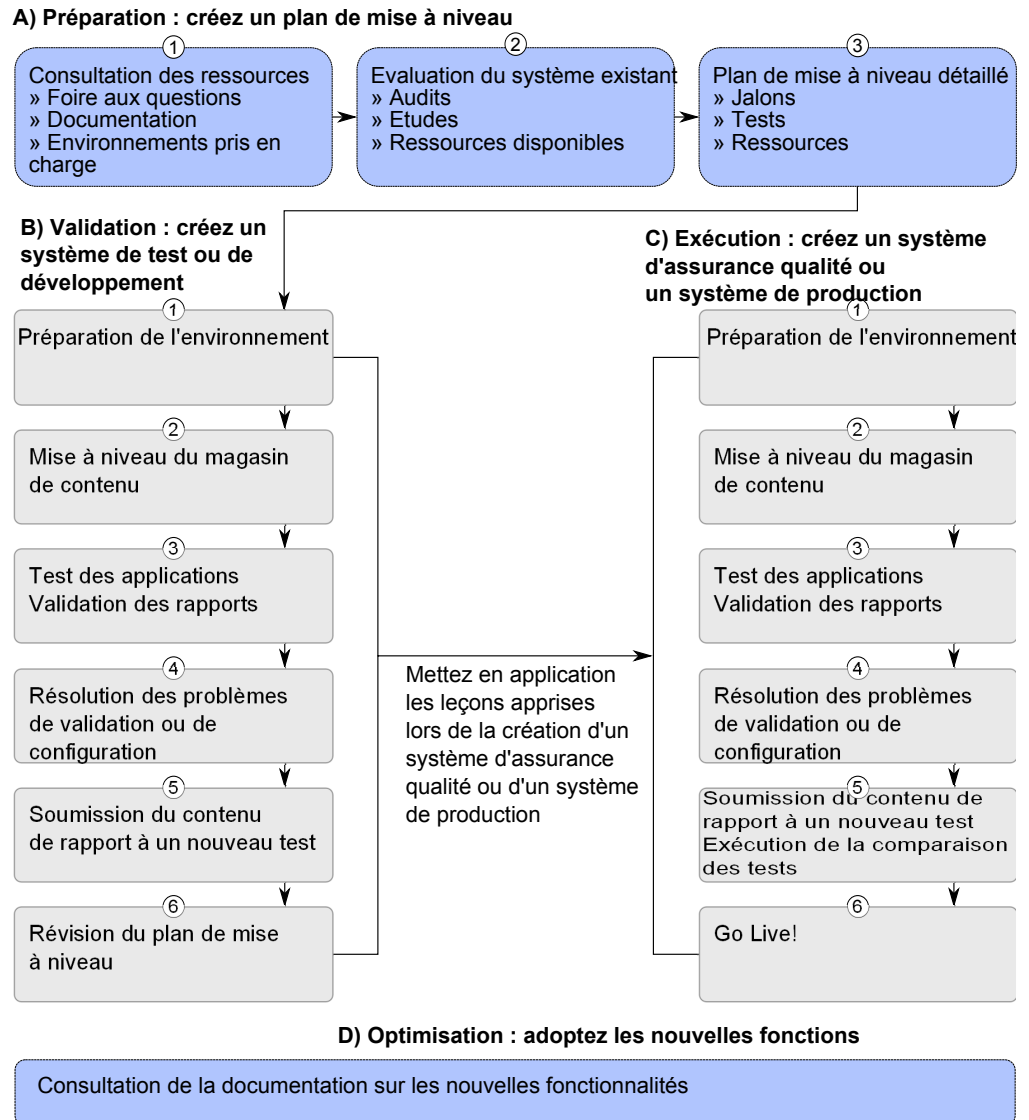 A) Préparation : créez un plan de mise à niveau
1
Consultation des ressources
» Foire aux questions
» Documentation
» Environnements pris en
charge
2
Evaluation du système existant
» Audits
» Etudes
» Ressources disponibles
3
Plan de mise à niveau détaillé
» Jalons
» Tests
» Ressources
B) Validation : créez un
système de test ou de
développement
1
Préparation de l'environnement
2
Mise à niveau du magasin
de contenu
3
Test des applications
Validation des rapports
4
Résolution des problèmes
de validation ou de
configuration
5
Soumission du contenu
de rapport à un nouveau test
6
Révision du plan de mise
à niveau
Mettez en application
les leçons apprises
lors de la création d'un
système d'assurance
qualité ou d'un système
de production
C) Exécution : créez un système
d'assurance qualité ou
un système de production
1
Préparation de l'environnement
2
Mise à niveau du magasin
de contenu
3
Test des applications
Validation des rapports
4
Résolution des problèmes
de validation ou de
configuration
5
Soumission du contenu de
rapport à un nouveau test
Exécution de la comparaison
des tests
6
Go Live!
D) Optimisation : adoptez les nouvelles fonctions
Consultation de la documentation sur les nouvelles fonctionnalités